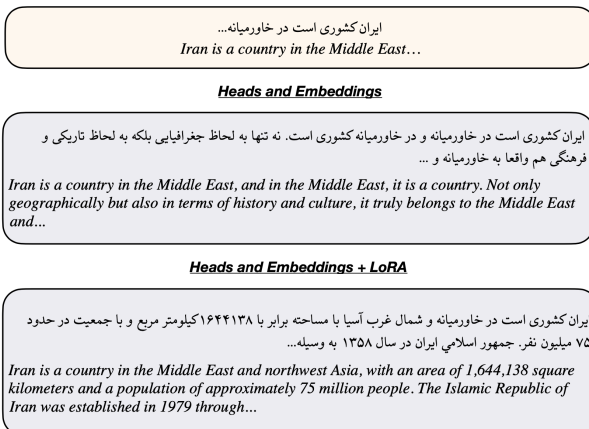 ایران کشوری است در خاورمیانه...
Iran is a country in the Middle East...
Heads and Embeddings
ایران کشوری است در خاورمیانه و در خاورمیانه کشوری است. نه تنها به لحاظ جغرافیایی بلکه به لحاظ تاریکی و
فرهنگی هم واقعا به خاورمیانه و ...
Iran is a country in the Middle East, and in the Middle East, it is a country. Not only
geographically but also in terms of history and culture, it truly belongs to the Middle East
and...
Heads and Embeddings + LoRA
ایران کشوری است در خاورمیانه و شمال غرب آسیا با مساحته برابر با ۱۶۴۴۱۳۸کیلومتر مربع و با جمعیت در حدود
۷۵ میلیون نفر. جمهور اسلامي ایران در سال ۱۳۵۸ به وسیله...
Iran is a country in the Middle East and northwest Asia, with an area of 1,644,138 square
kilometers and a population of approximately 75 million people. The Islamic Republic of
Iran was established in 1979 through...